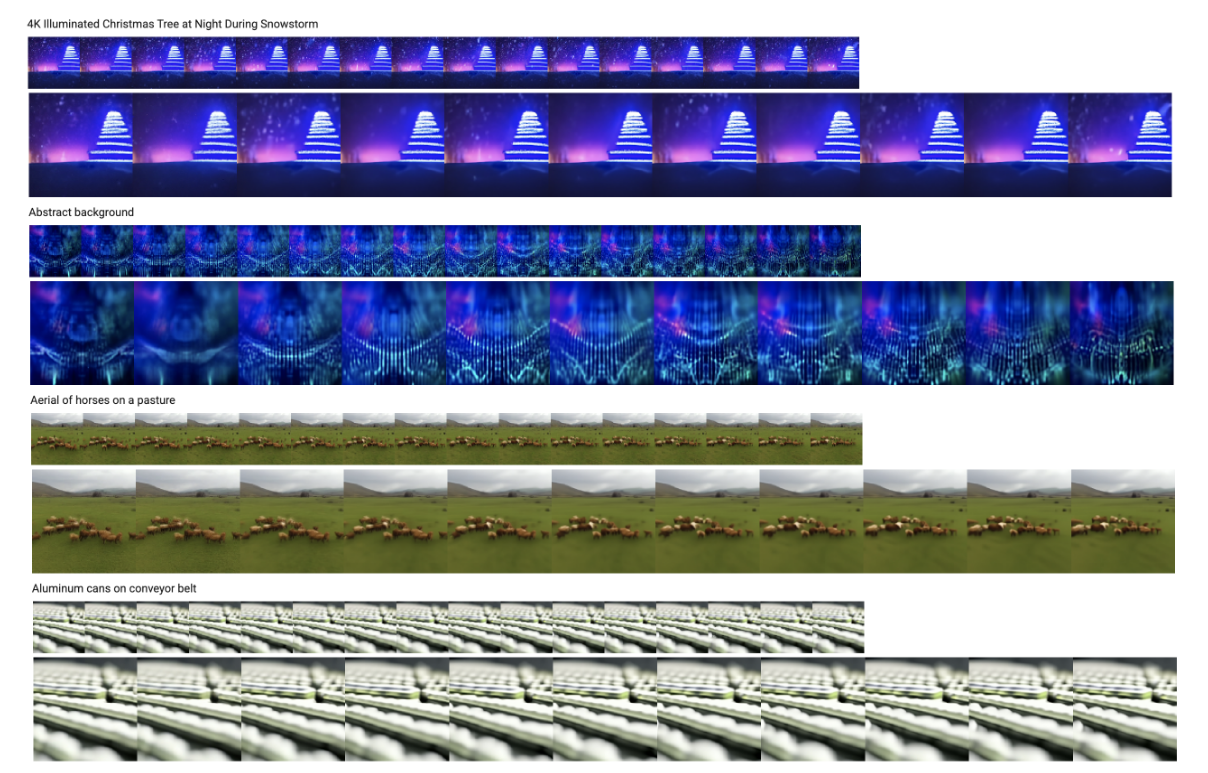 4K Illuminated Christmas Tree at Night During Snowstorm
Abstract background
Aerial of horses on a pasture
Aluminum cans on conveyor belt